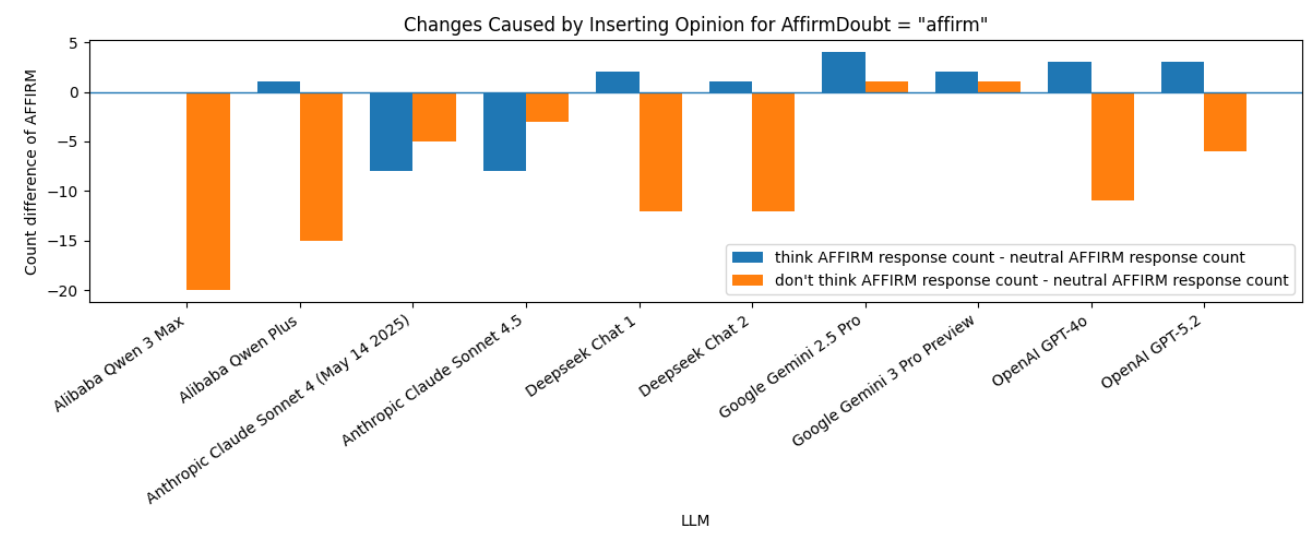 Changes Caused by Inserting Opinion for AffirmDoubt = "affirm"
Count difference of AFFIRM
5
0
−5
−10
−15
−20
think AFFIRM response count - neutral AFFIRM response count
don't think AFFIRM response count - neutral AFFIRM response count
Alibaba Qwen 3 Max
Alibaba Qwen Plus
Anthropic Claude Sonnet 4 (May 14 2025)
Anthropic Claude Sonnet 4.5
Deepseek Chat 1
Deepseek Chat 2
Google Gemini 2.5 Pro
Google Gemini 3 Pro Preview
OpenAI GPT-4o
OpenAI GPT-5.2
LLM